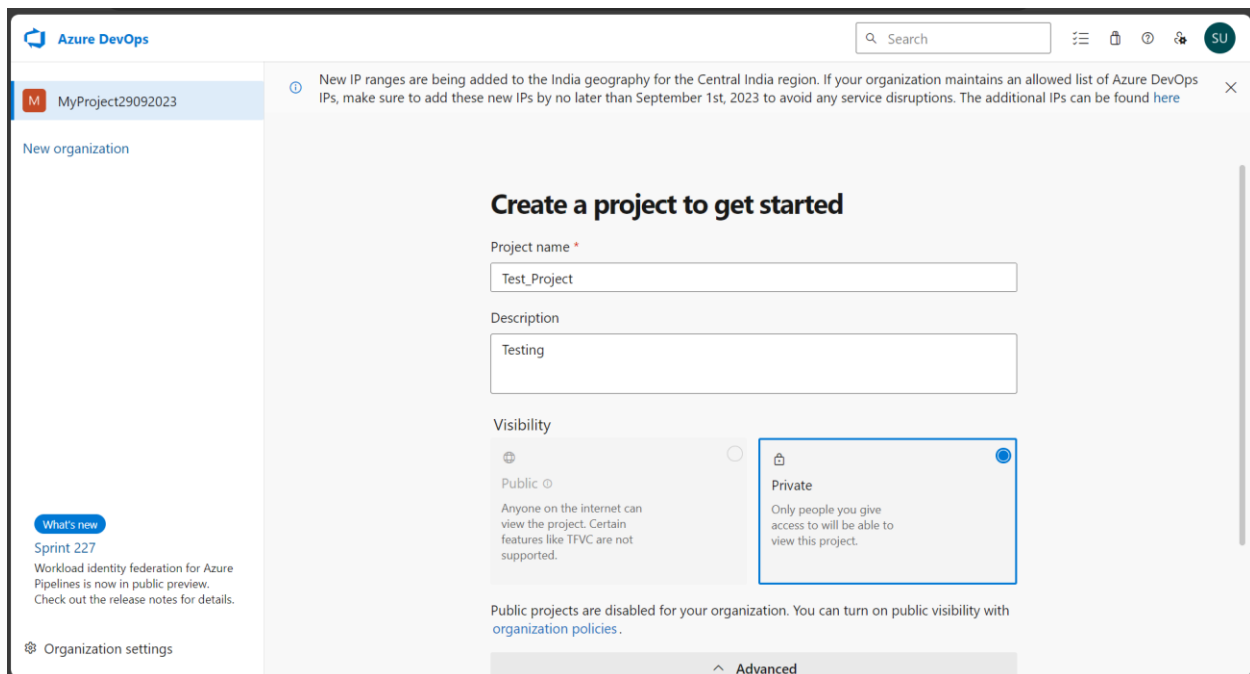 Azure DevOps
Search
SU
M
MyProject29092023
New organization
New IP ranges are being added to the India geography for the Central India region. If your organization maintains an allowed list of Azure DevOps
IPs, make sure to add these new IPs by no later than September 1st, 2023 to avoid any service disruptions. The additional IPs can be found here
Create a project to get started
Project name *
Test_Project
Description
Testing
Visibility
Public
Anyone on the internet can
view the project. Certain
features like TFVC are not
supported.
Private
Only people you give
access to will be able to
view this project.
Public projects are disabled for your organization. You can turn on public visibility with
organization policies.
Advanced
What's new
Sprint 227
Workload identity federation for Azure
Pipelines is now in public preview.
Check out the release notes for details.
Organization settings